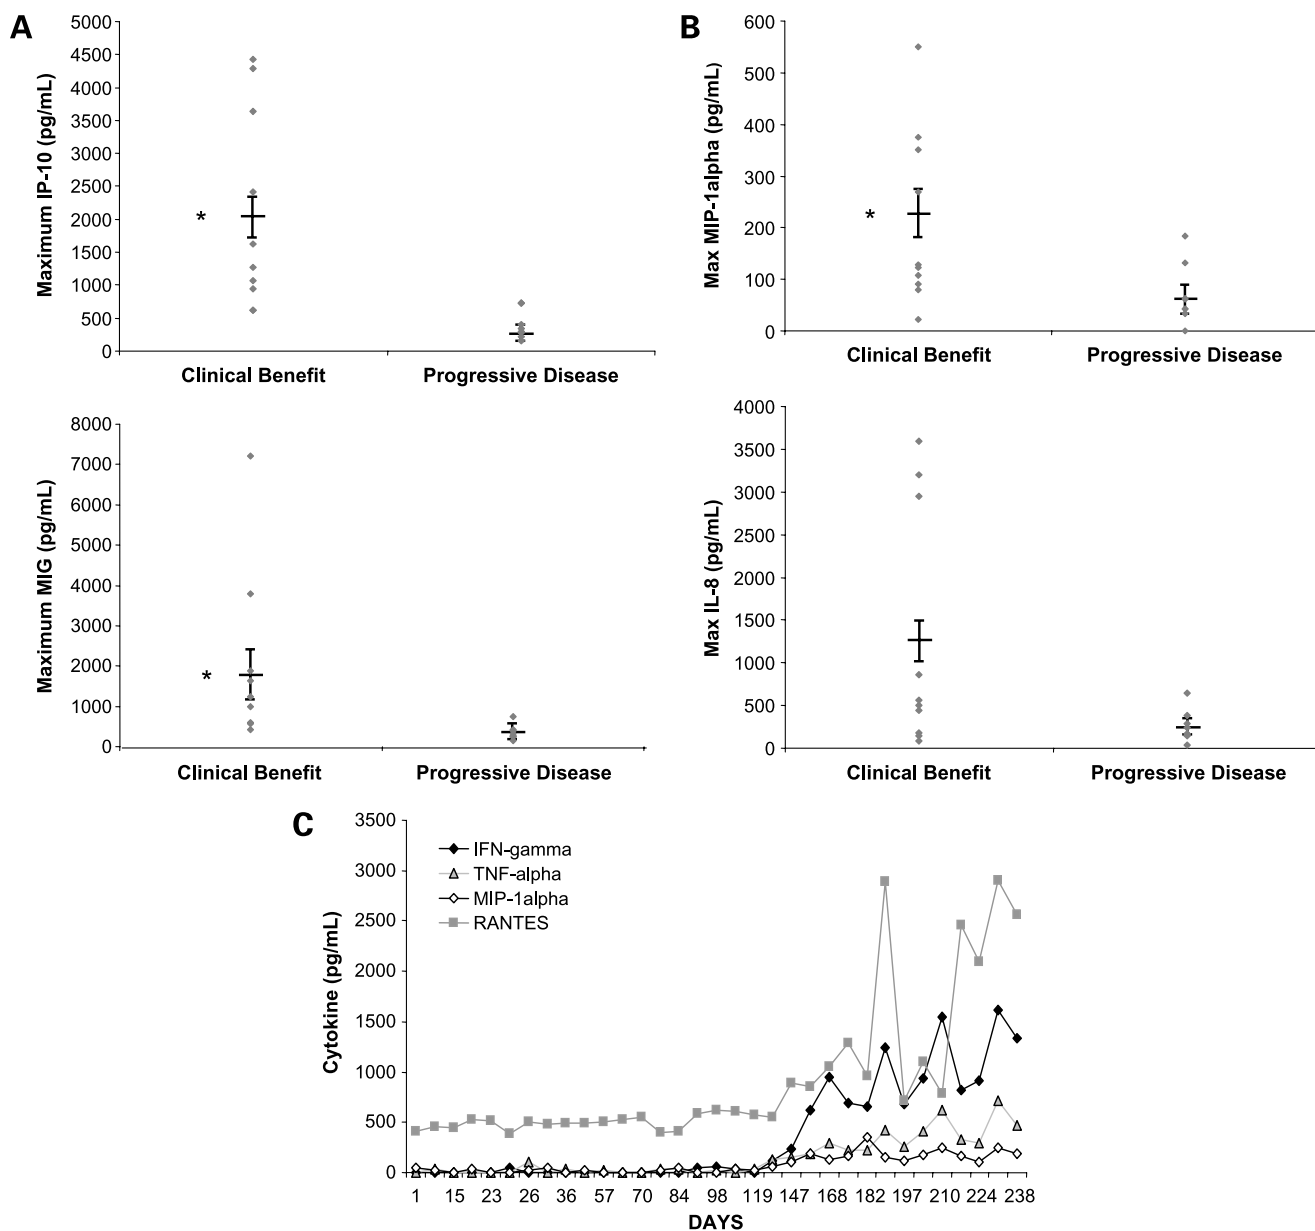 A
Maximum IP-10 (pg/mL)
5000
4500
4000
3500
3000
2500
2000
1500
1000
500
0
*
Clinical Benefit
Progressive Disease
B
Max MIP-1alpha (pg/mL)
600
500
400
300
200
100
0
*
Clinical Benefit
Progressive Disease
Maximum MIG (pg/mL)
8000
7000
6000
5000
4000
3000
2000
1000
0
*
Clinical Benefit
Progressive Disease
Max IL-8 (pg/mL)
4000
3500
3000
2500
2000
1500
1000
500
0
Clinical Benefit
Progressive Disease
C
Cytokine (pg/mL)
3500
3000
2500
2000
1500
1000
500
0
IFN-gamma
TNF-alpha
MIP-1alpha
RANTES
1 15 23 26 36 57 70 84 98 119 147 168 182 197 210 224 238
DAYS